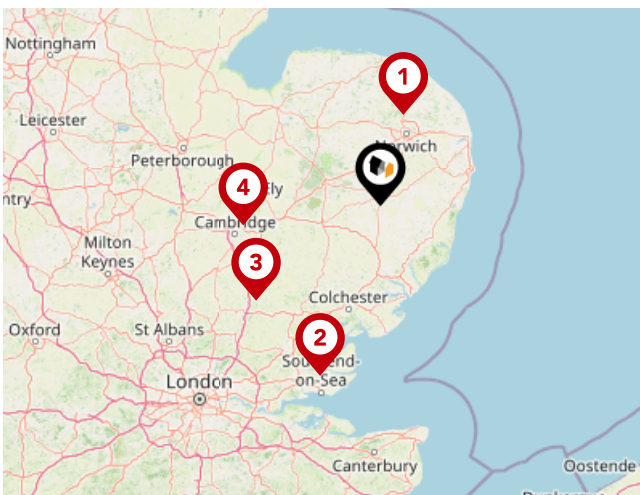 Nottingham
1
Leicester
Norwich
Peterborough
4
Ely
ntry
Cambridge
Milton
Keynes
3
Colchester
Oxford
St Albans
2
Southend-
on-Sea
London
Canterbury
Oostende